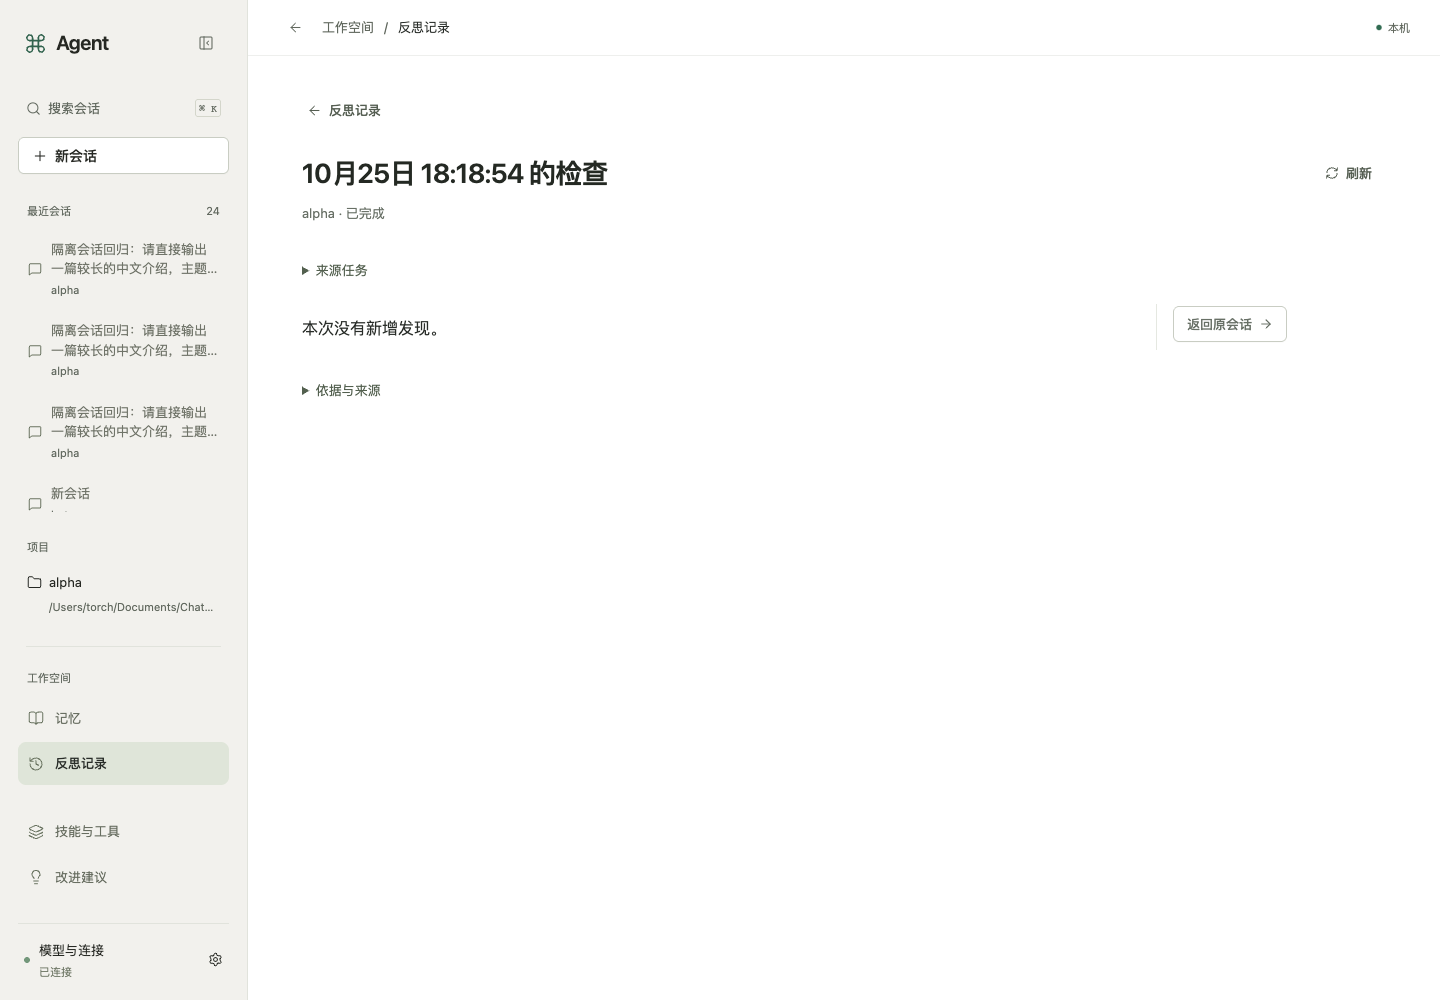 Agent
搜索会话
⌘ K
新会话
最近会话 24
隔离会话回归：请直接输出
一篇较长的中文介绍，主题...
alpha
隔离会话回归：请直接输出
一篇较长的中文介绍，主题...
alpha
隔离会话回归：请直接输出
一篇较长的中文介绍，主题...
alpha
新会话
项目
alpha
/Users/torch/Documents/Chat...
工作空间
记忆
反思记录
技能与工具
改进建议
模型与连接
已连接
工作空间 / 反思记录
本机
反思记录
10月25日 18:18:54 的检查
刷新
alpha · 已完成
来源任务
本次没有新增发现。
返回原会话
依据与来源